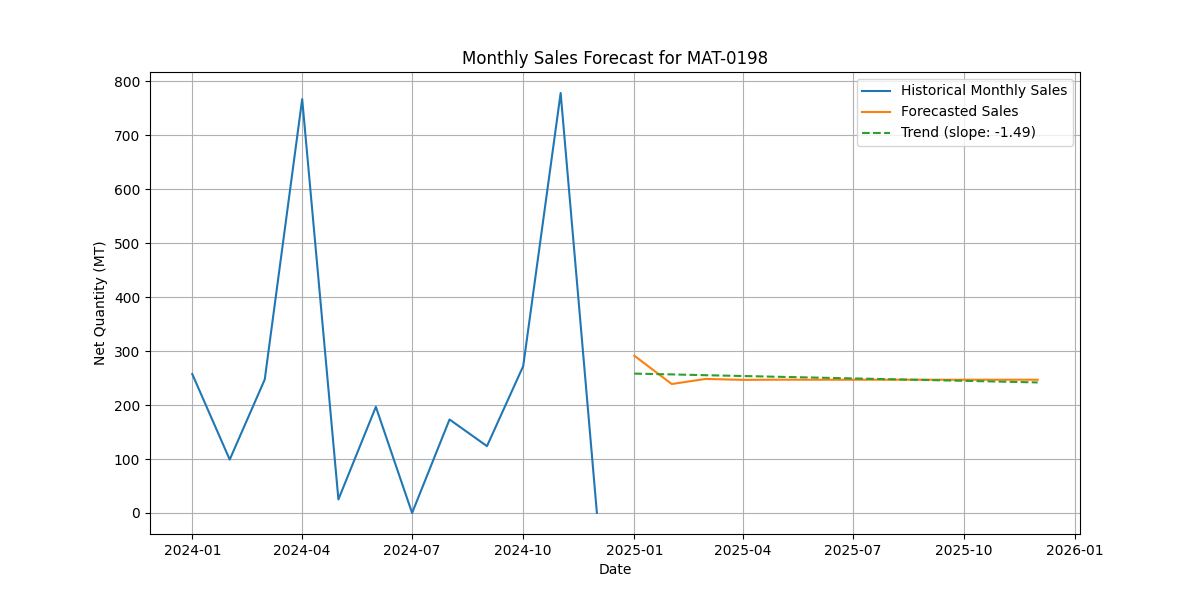 Monthly Sales Forecast for MAT-0198
Historical Monthly Sales
Forecasted Sales
Trend (slope: -1.49)
Net Quantity (MT)
800
700
600
500
400
300
200
100
0
2024-01 2024-04 2024-07 2024-10 2025-01 2025-04 2025-07 2025-10 2026-01
Date